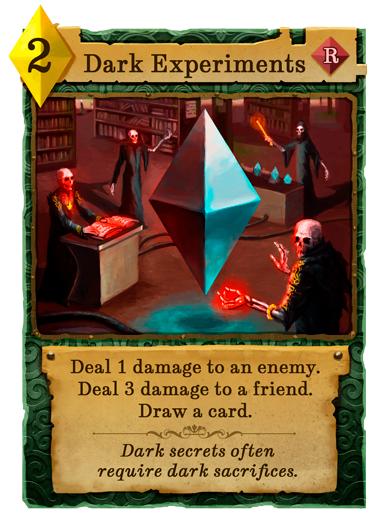 2
Dark Experiments R
Deal 1 damage to an enemy.
Deal 3 damage to a friend.
Draw a card.
Dark secrets often
require dark sacrifices.